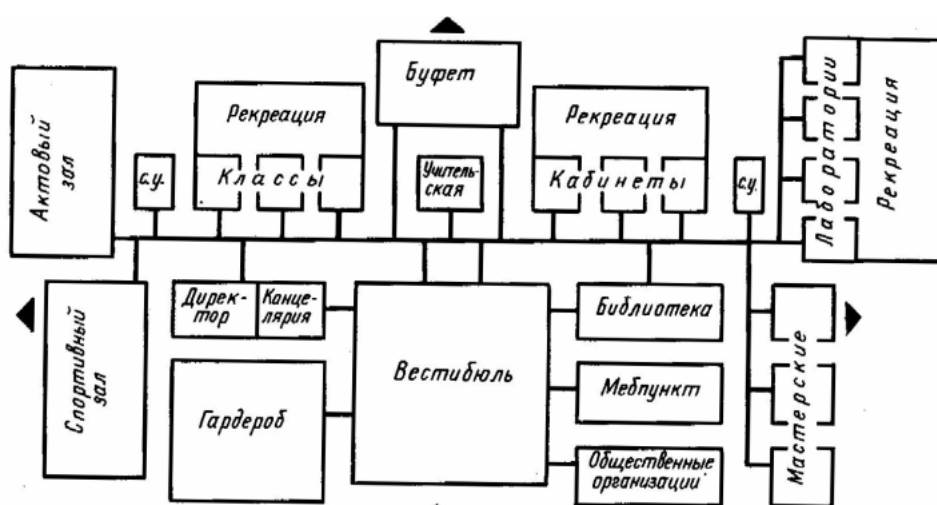 Буфет
Актовый
зал
Рекреация
Рекреация
Лаборатории
Рекреация
с.у.
Классы
Учитель-
ская
Кабинеты
с.у.
Спортивный
зал
Дирек-
тор
Канце-
лярия
Вестибюль
Библиотека
Гардероб
Медпункт
Общественные
организации
Мастерские